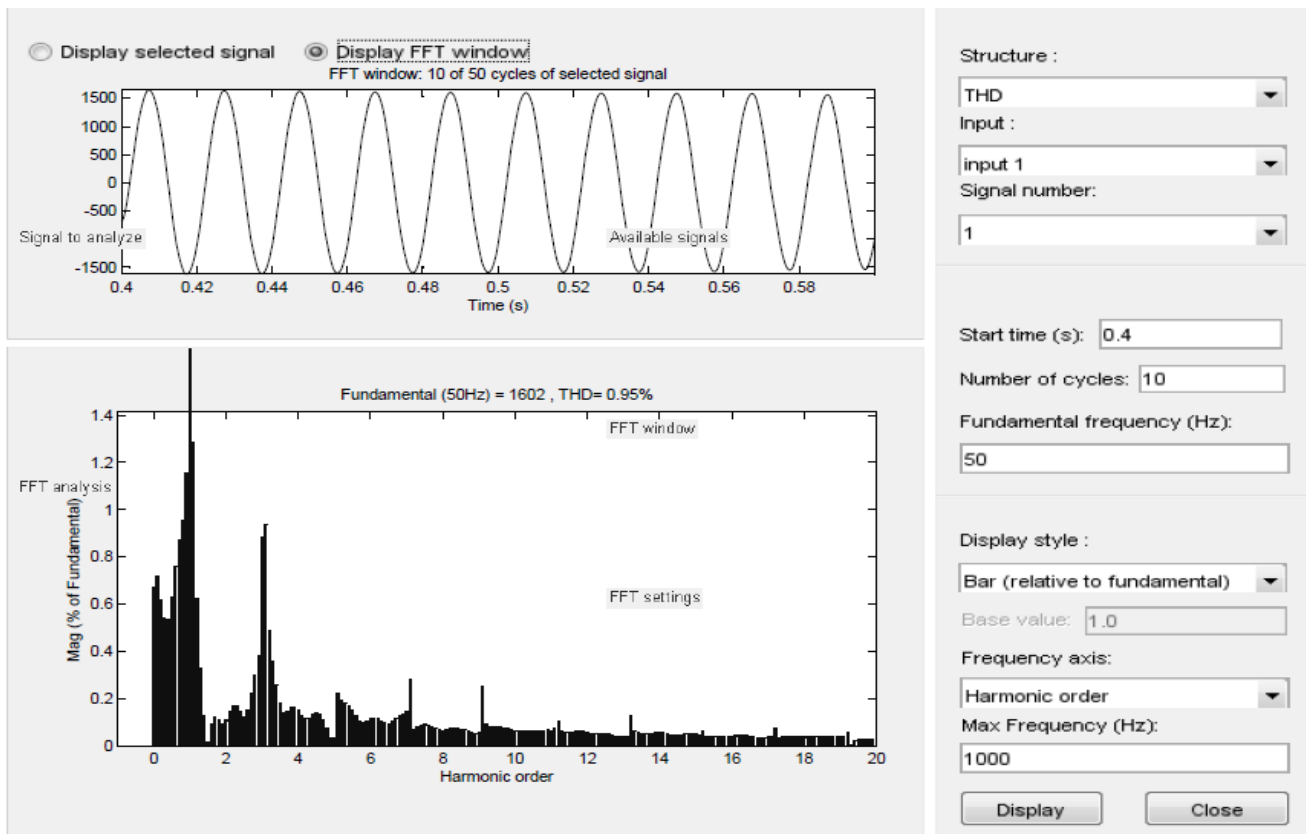 Display selected signal
Display FFT window
FFT window: 10 of 50 cycles of selected signal
1500
1000
500
0
-500
Signal to analyze
Available signals
-1500
0.4 0.42 0.44 0.46 0.48 0.5 0.52 0.54 0.56 0.58
Time (s)
Fundamental (50Hz) = 1602 , THD= 0.95%
1.4
FFT window
1.2
FFT analysis
1
0.8
0.6
FFT settings
0.4
0.2
0
Mag (% of Fundamental)
0 2 4 6 8 10 12 14 16 18 20
Harmonic order
Structure :
THD
Input :
input 1
Signal number:
1
Start time (s): 0.4
Number of cycles: 10
Fundamental frequency (Hz):
50
Display style :
Bar (relative to fundamental)
Base value: 1.0
Frequency axis:
Harmonic order
Max Frequency (Hz):
1000
Display Close